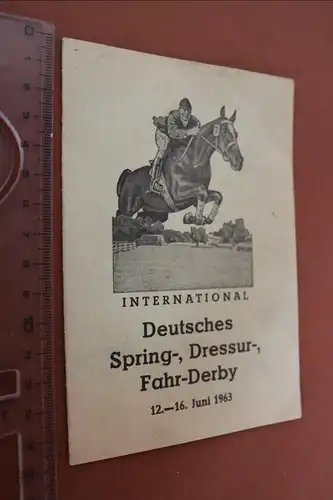 INTERNATIONAL
Deutsches
Spring-, Dressur-,
Fahr-Derby
12.—16. Juni 1963